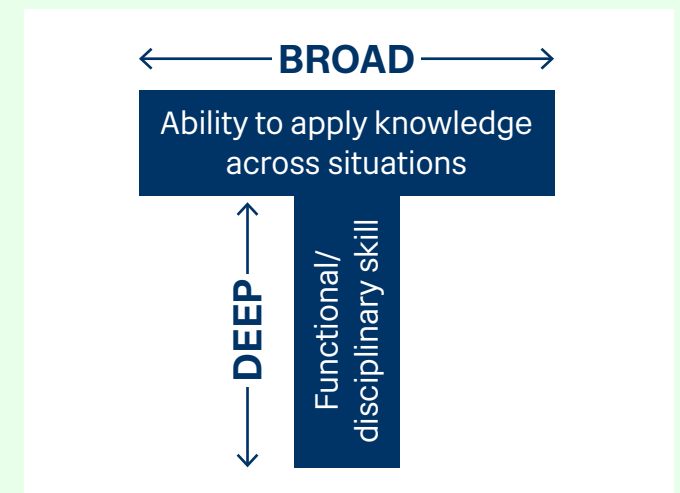 BROAD
Ability to apply knowledge
across situations
DEEP
Functional/
disciplinary skill